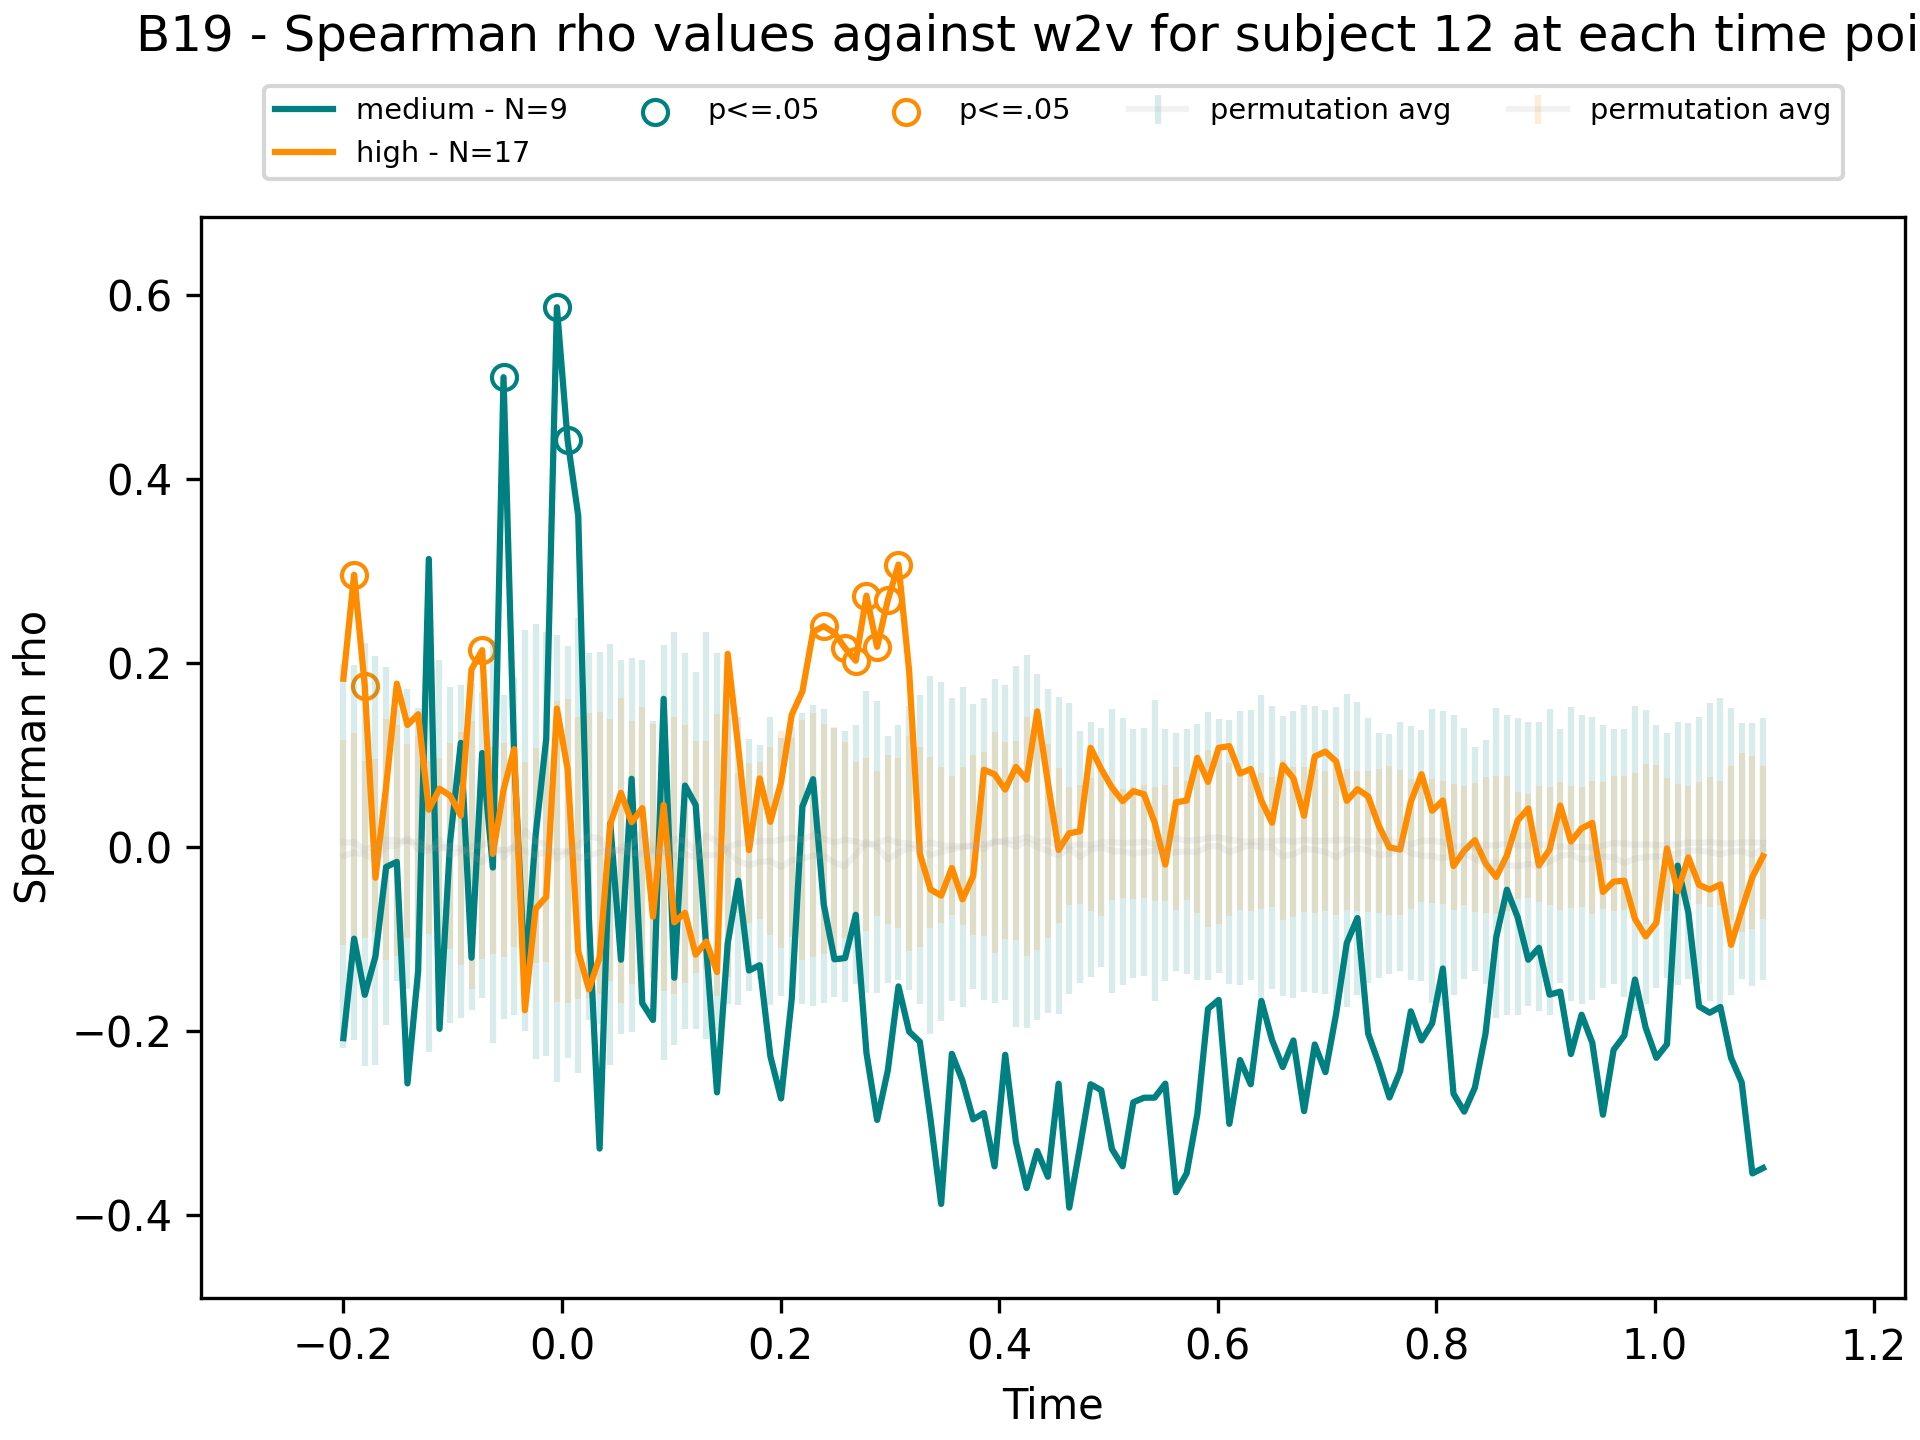 B19 - Spearman rho values against w2v for subject 12 at each time poi
medium - N=9
high - N=17
p<=.05
p<=.05
permutation avg
permutation avg
Spearman rho
0.6
0.4
0.2
0.0
−0.2
−0.4
−0.2 0.0 0.2 0.4 0.6 0.8 1.0 1.2
Time